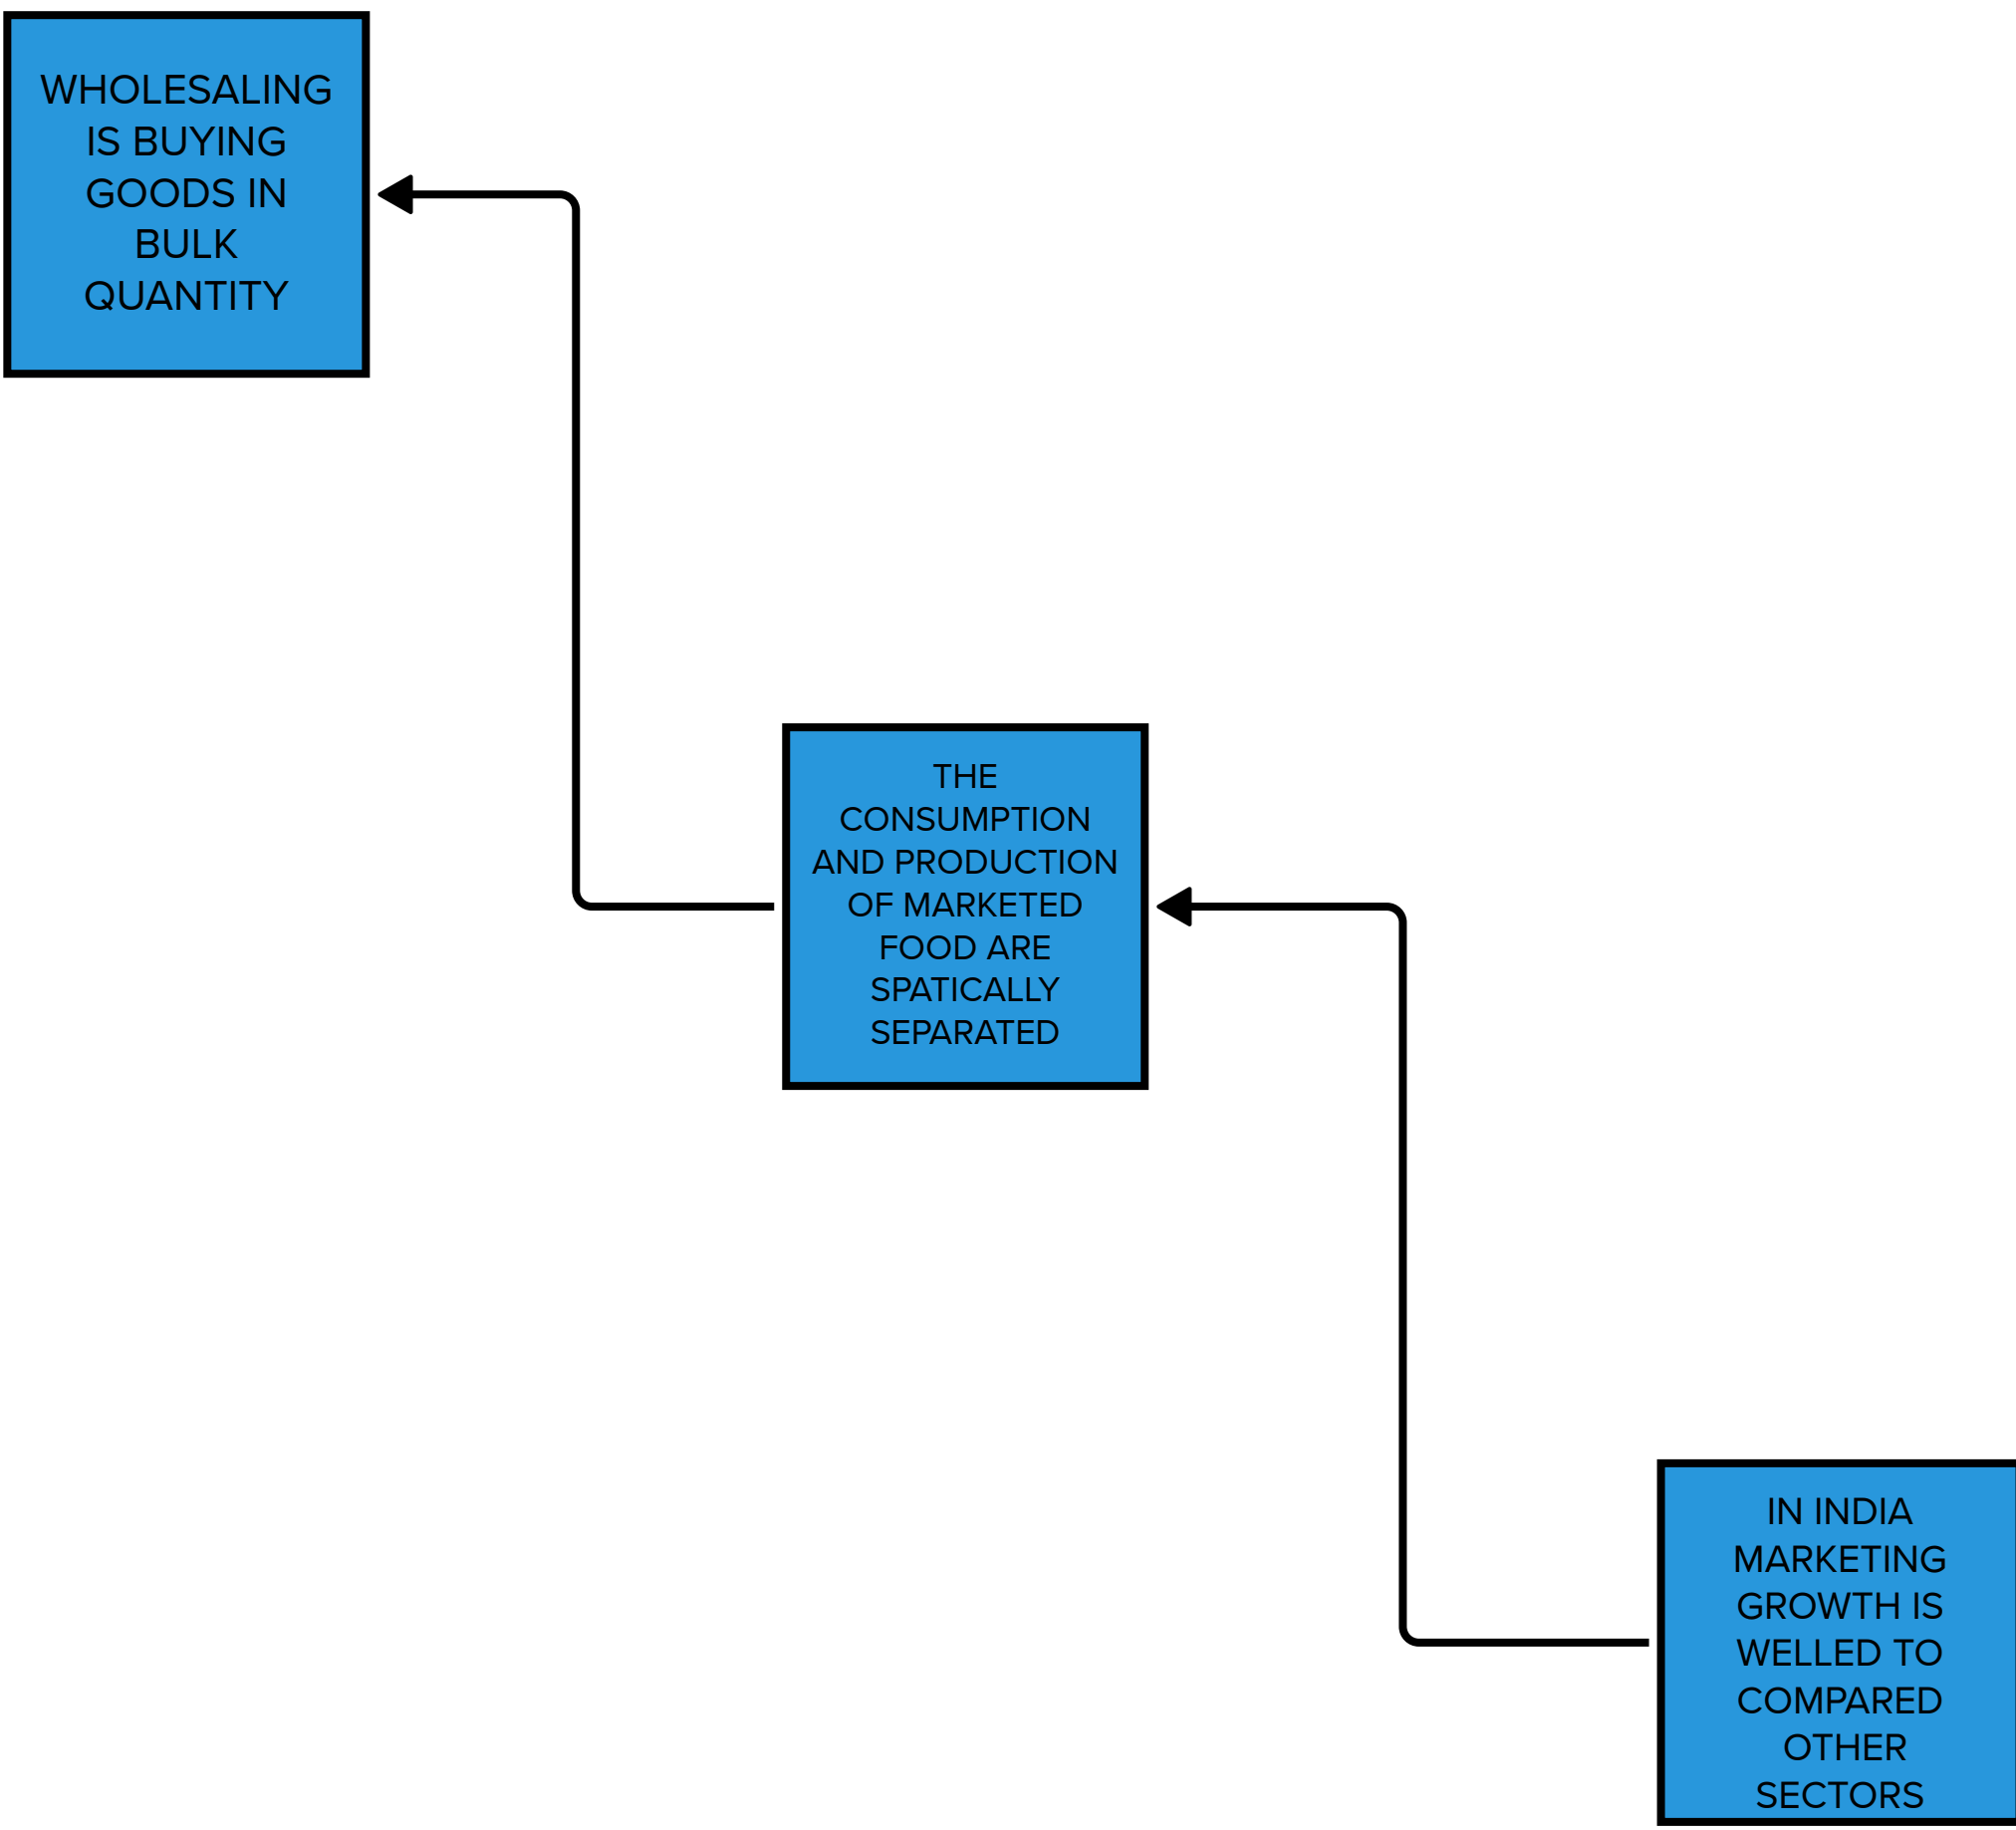 WHOLESALING
IS BUYING
GOODS IN
BULK
QUANTITY
THE
CONSUMPTION
AND PRODUCTION
OF MARKETED
FOOD ARE
SPATICALLY
SEPARATED
IN INDIA
MARKETING
GROWTH IS
WELLED TO
COMPARED
OTHER
SECTORS